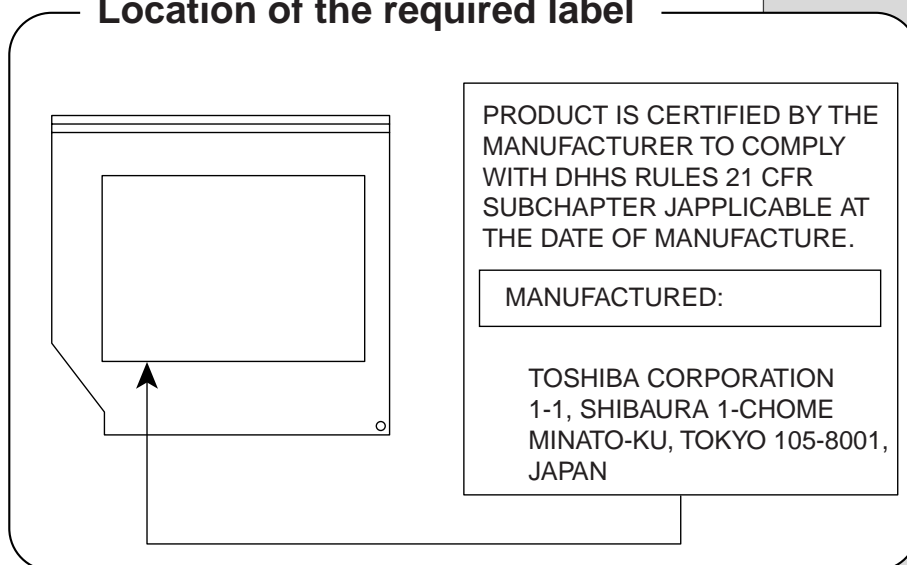 Location of the required label
PRODUCT IS CERTIFIED BY THE
MANUFACTURER TO COMPLY
WITH DHHS RULES 21 CFR
SUBCHAPTER JAPPLICABLE AT
THE DATE OF MANUFACTURE.
MANUFACTURED:
TOSHIBA CORPORATION
1-1, SHIBAURA 1-CHOME
MINATO-KU, TOKYO 105-8001,
JAPAN